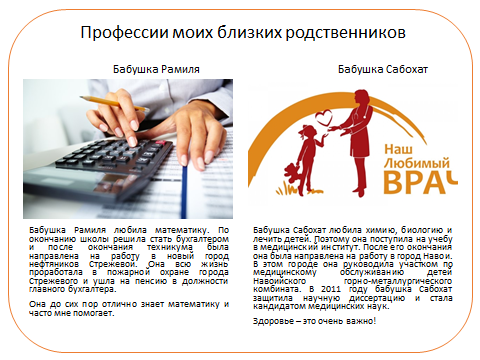 Профессии моих близких родственников
Бабушка Рамиля
Бабушка Рамиля любила математику. По
окончанию школы решила стать бухгалтером
и после окончания техникума была
направлена на работу в новый город
нефтяников Стрежевой. Она всю жизнь
проработала в пожарной охране города
Стрежевого и ушла на пенсию в должности
главного бухгалтера.
Она до сих пор отлично знает математику и
часто мне помогает.
Бабушка Сабохат
Наш
Любимый
ВРАЧ
Бабушка Сабохат любила химию, биологию и
лечить детей. Поэтому она поступила на учебу
в медицинский институт. После его окончания
она была направлена на работу в город Навои.
В этом городе она руководила участком по
медицинскому обслуживанию детей
Навоийского горно-металлургического
комбината. В 2011 году бабушка Сабохат
защитила научную диссертацию и стала
кандидатом медицинских наук.
Здоровье – это очень важно!